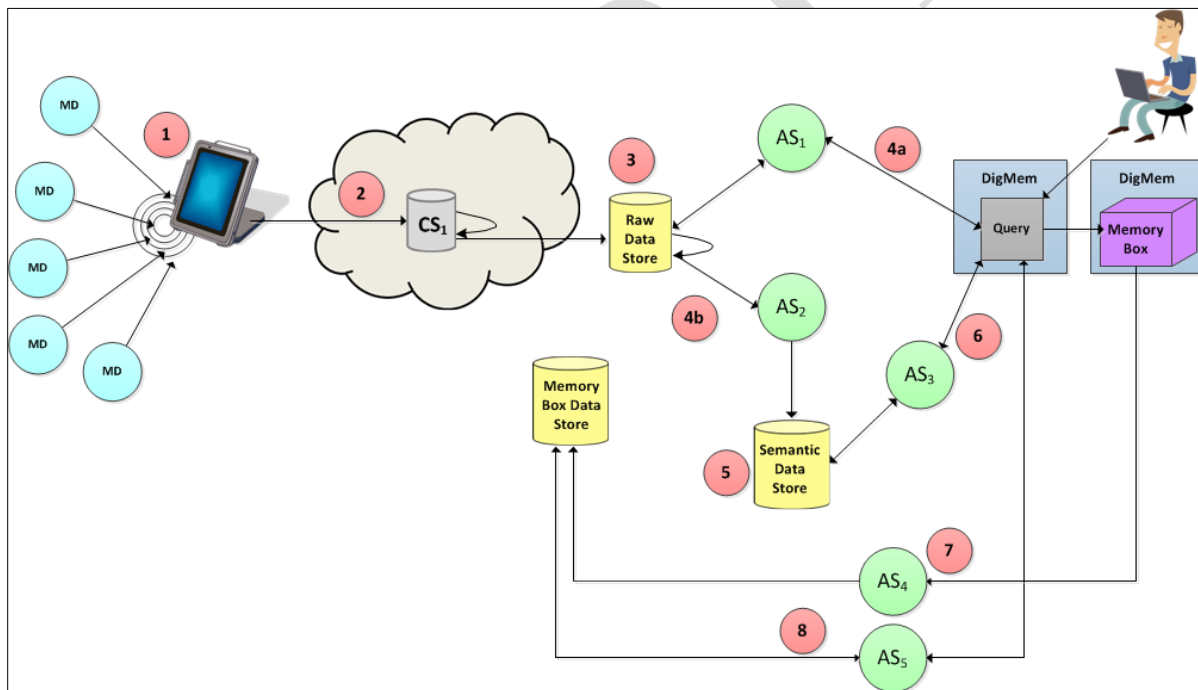 MD
MD
MD
MD
MD
1
2
CS1
3
Raw
Data
Store
AS1
4a
4b
AS2
DigMem
Query
DigMem
Memory
Box
6
AS3
Memory
Box Data
Store
5
Semantic
Data
Store
7
AS4
8
AS5